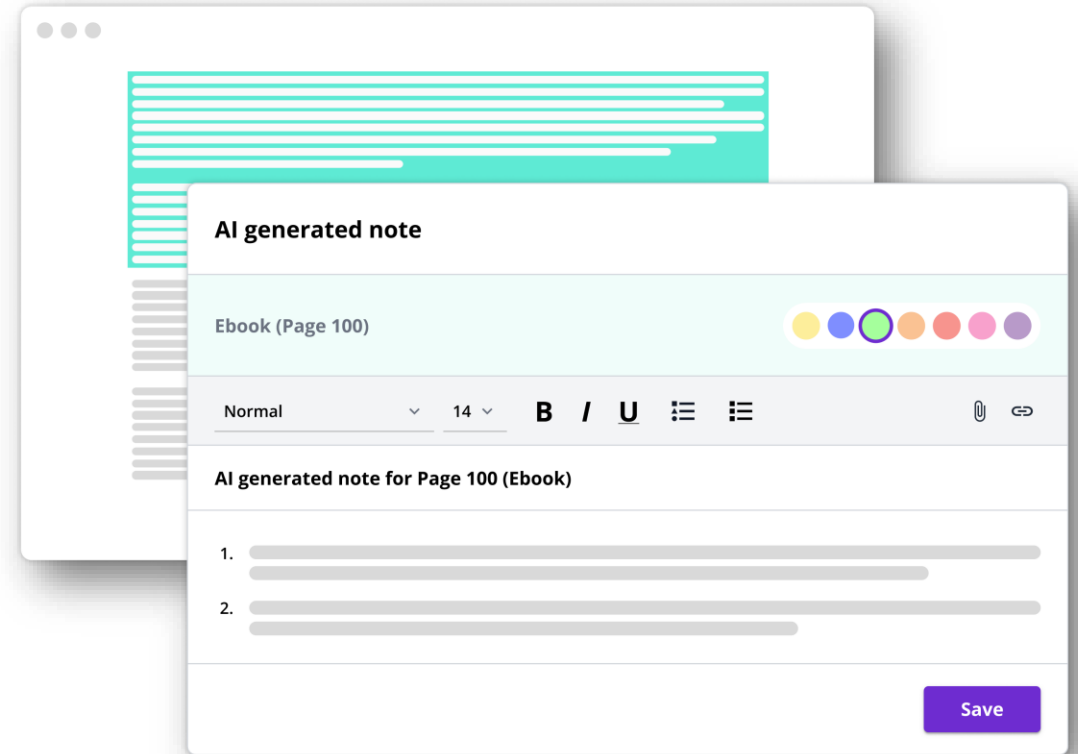 AI generated note
Ebook (Page 100)
Normal 14 B I U
AI generated note for Page 100 (Ebook)
1.
2.
Save